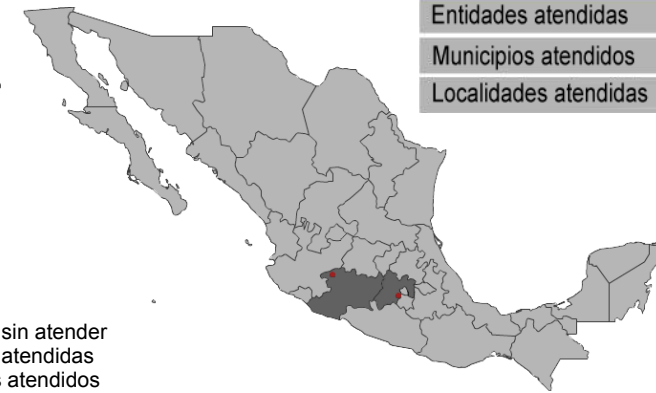 Entidades atendidas
Municipios atendidos
Localidades atendidas
sin atender
atendidas
atendidos